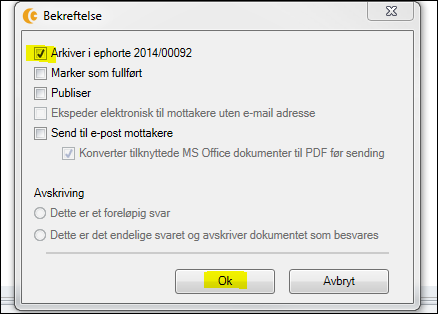 Bekreftelse
Arkiver i ephorte 2014/00092
Marker som fullført
Publiser
Ekspeder elektronisk til mottakere uten e-mail adresse
Send til e-post mottakere
Konverter tilknyttede MS Office dokumenter til PDF før sending
Avskriving
Dette er et foreløpig svar
Dette er det endelige svaret og avskriver dokumentet som besvares
Ok
Avbryt